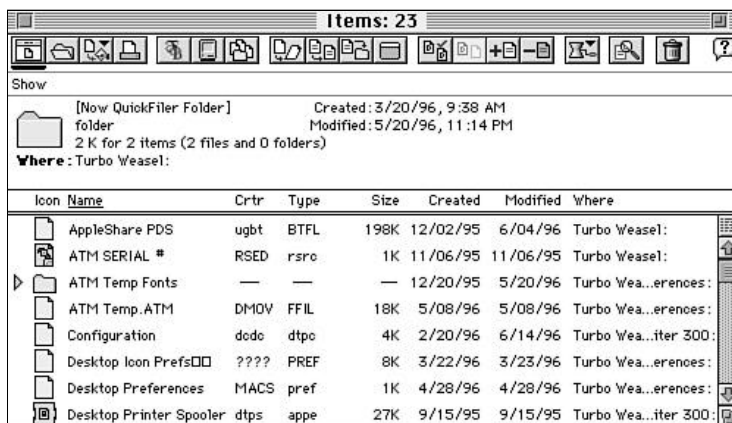 Items: 23
Show
[Now QuickFiler Folder] Created: 3/20/96, 9:38 AM
folder Modified: 5/20/96, 11:14 PM
2 K for 2 items (2 files and 0 folders)
Where: Turbo Weasel:
Icon Name Crtr Type Size Created Modified Where
AppleShare PDS ugbt BTFL 198K 12/02/95 6/04/96 Turbo Weasel:
ATM SERIAL # RSED rsrc 1K 11/06/95 11/06/95 Turbo Weasel:
ATM Temp Fonts — — — 12/20/95 5/20/96 Turbo Wea...erences:
ATM Temp.ATM DMOV FFIL 18K 5/08/96 5/08/96 Turbo Wea...erences:
Configuration dcdc dtpc 4K 2/20/96 6/14/96 Turbo Wea...iter 300:
Desktop Icon Prefs□□ ???? PREF 8K 3/22/96 3/23/96 Turbo Wea...erences:
Desktop Preferences MACS pref 1K 4/28/96 4/28/96 Turbo Wea...erences:
Desktop Printer Spooler dtps appe 27K 9/15/95 9/15/95 Turbo Wea...iter 300: